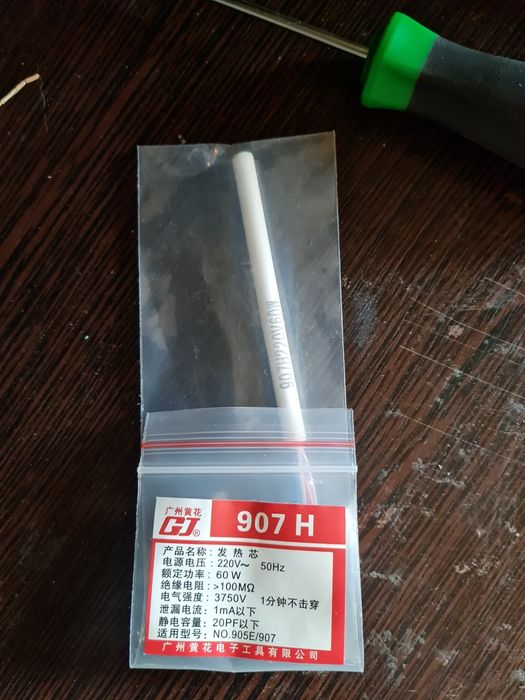 907H220V60W
广州黄花
HJ®
907 H
产品名称: 发热芯
电源电压: 220V~ 50Hz
额定功率: 60W
绝缘电阻: >100MΩ
电气强度: 3750V 1分钟不击穿
泄漏电流: 1mA以下
静电容量: 20PF以下
适用型号: NO.905E/907
广州黄花电子工具有限公司